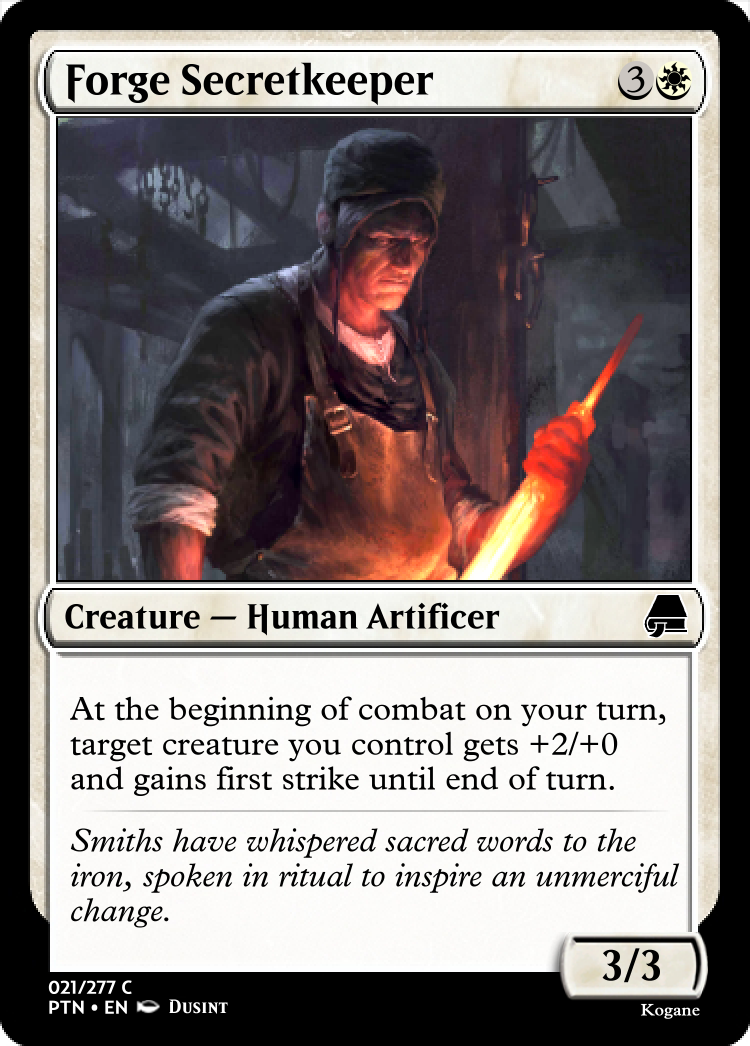 Forge Secretkeeper
3
Creature — Human Artificer
At the beginning of combat on your turn,
target creature you control gets +2/+0
and gains first strike until end of turn.
Smiths have whispered sacred words to the
iron, spoken in ritual to inspire an unmerciful
change.
3/3
021/277 C
PTN • EN Dusint
Kogane